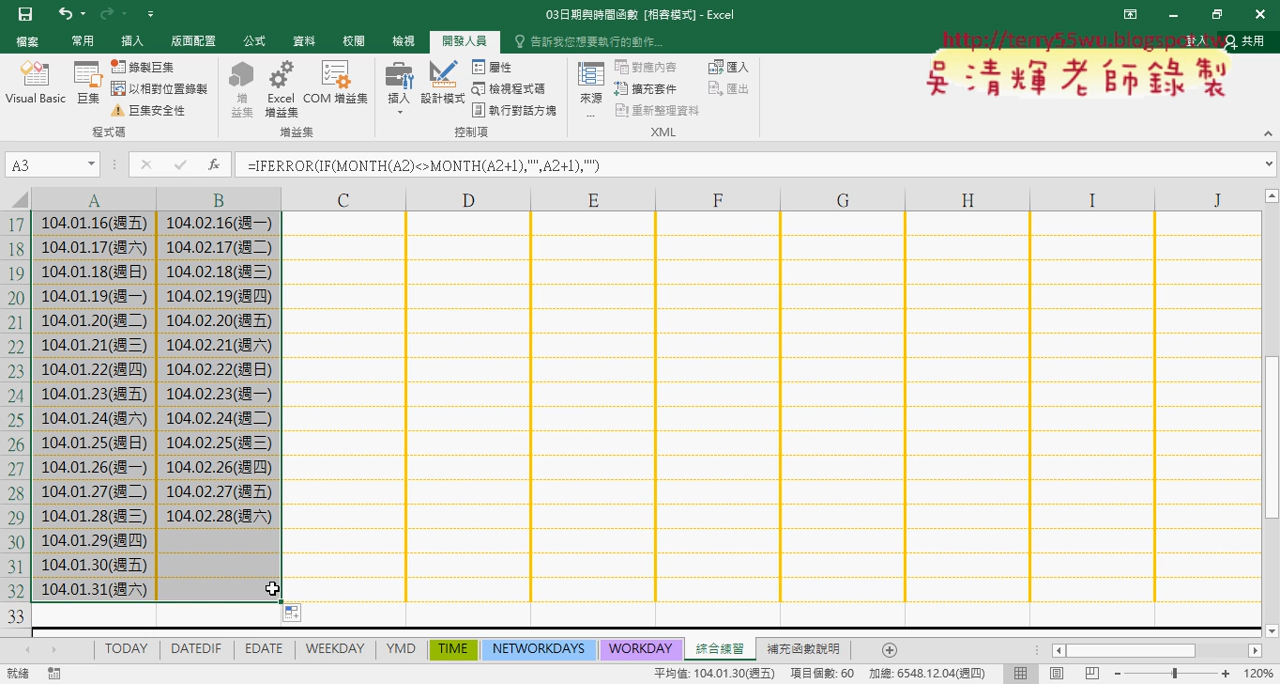 03日期與時間函數 [相容模式] - Excel
檔案 常用 插入 版面配置 公式 資料 校閱 檢視 開發人員 告訴我您想要執行的動作... 登入 共用
http://terry55wu.blogspot.tw
吳清輝老師錄製
Visual Basic 巨集 錄製巨集 以相對位置錄製 巨集安全性 程式碼
增益集 Excel 增益集 COM 增益集 增益集
插入 設計模式 屬性 檢視程式碼 執行對話方塊 控制項
來源... 對應內容 擴充套件 重新整理資料 匯入 匯出 XML
A3 fx =IFERROR(IF(MONTH(A2)<>MONTH(A2+1),"",A2+1),"")
A B C D E F G H I J
17 104.01.16(週五) 104.02.16(週一)
18 104.01.17(週六) 104.02.17(週二)
19 104.01.18(週日) 104.02.18(週三)
20 104.01.19(週一) 104.02.19(週四)
21 104.01.20(週二) 104.02.20(週五)
22 104.01.21(週三) 104.02.21(週六)
23 104.01.22(週四) 104.02.22(週日)
24 104.01.23(週五) 104.02.23(週一)
25 104.01.24(週六) 104.02.24(週二)
26 104.01.25(週日) 104.02.25(週三)
27 104.01.26(週一) 104.02.26(週四)
28 104.01.27(週二) 104.02.27(週五)
29 104.01.28(週三) 104.02.28(週六)
30 104.01.29(週四)
31 104.01.30(週五)
32 104.01.31(週六)
33
TODAY DATEDIF EDATE WEEKDAY YMD TIME NETWORKDAYS WORKDAY 綜合練習 補充函數說明
就緒 平均值: 104.01.30(週五) 項目個數: 60 加總: 6548.12.04(週四) 120%